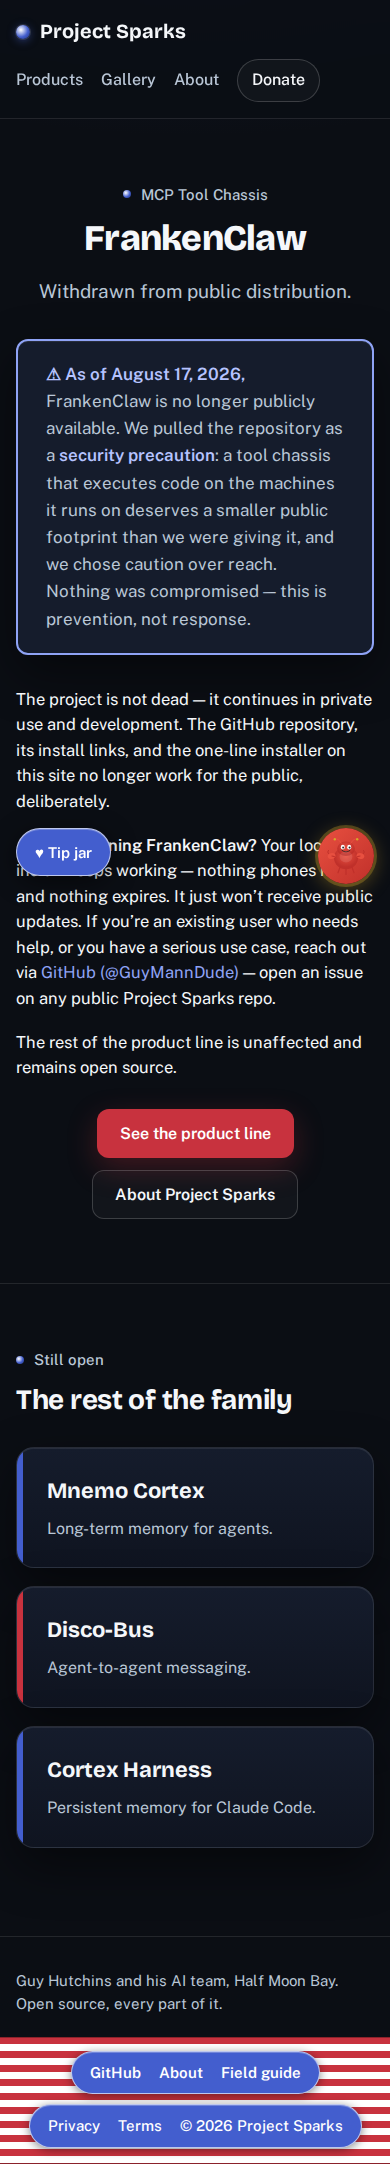 Project Sparks
Products Gallery About Donate
MCP Tool Chassis
FrankenClaw
Withdrawn from public distribution.
⚠ As of August 17, 2026,
FrankenClaw is no longer publicly
available. We pulled the repository as
a security precaution: a tool chassis
that executes code on the machines
it runs on deserves a smaller public
footprint than we were giving it, and
we chose caution over reach.
Nothing was compromised — this is
prevention, not response.
The project is not dead — it continues in private
use and development. The GitHub repository,
its install links, and the one-line installer on
this site no longer work for the public,
deliberately.
♥ Tip jar
FrankenClaw? Your
working — nothing phones
and nothing expires. It just won’t receive public
updates. If you’re an existing user who needs
help, or you have a serious use case, reach out
via GitHub (@GuyMannDude) — open an issue
on any public Project Sparks repo.
The rest of the product line is unaffected and
remains open source.
See the product line
About Project Sparks
Still open
The rest of the family
Mnemo Cortex
Long-term memory for agents.
Disco-Bus
Agent-to-agent messaging.
Cortex Harness
Persistent memory for Claude Code.
Guy Hutchins and his AI team, Half Moon Bay.
Open source, every part of it.
GitHub About Field guide
Privacy Terms © 2026 Project Sparks